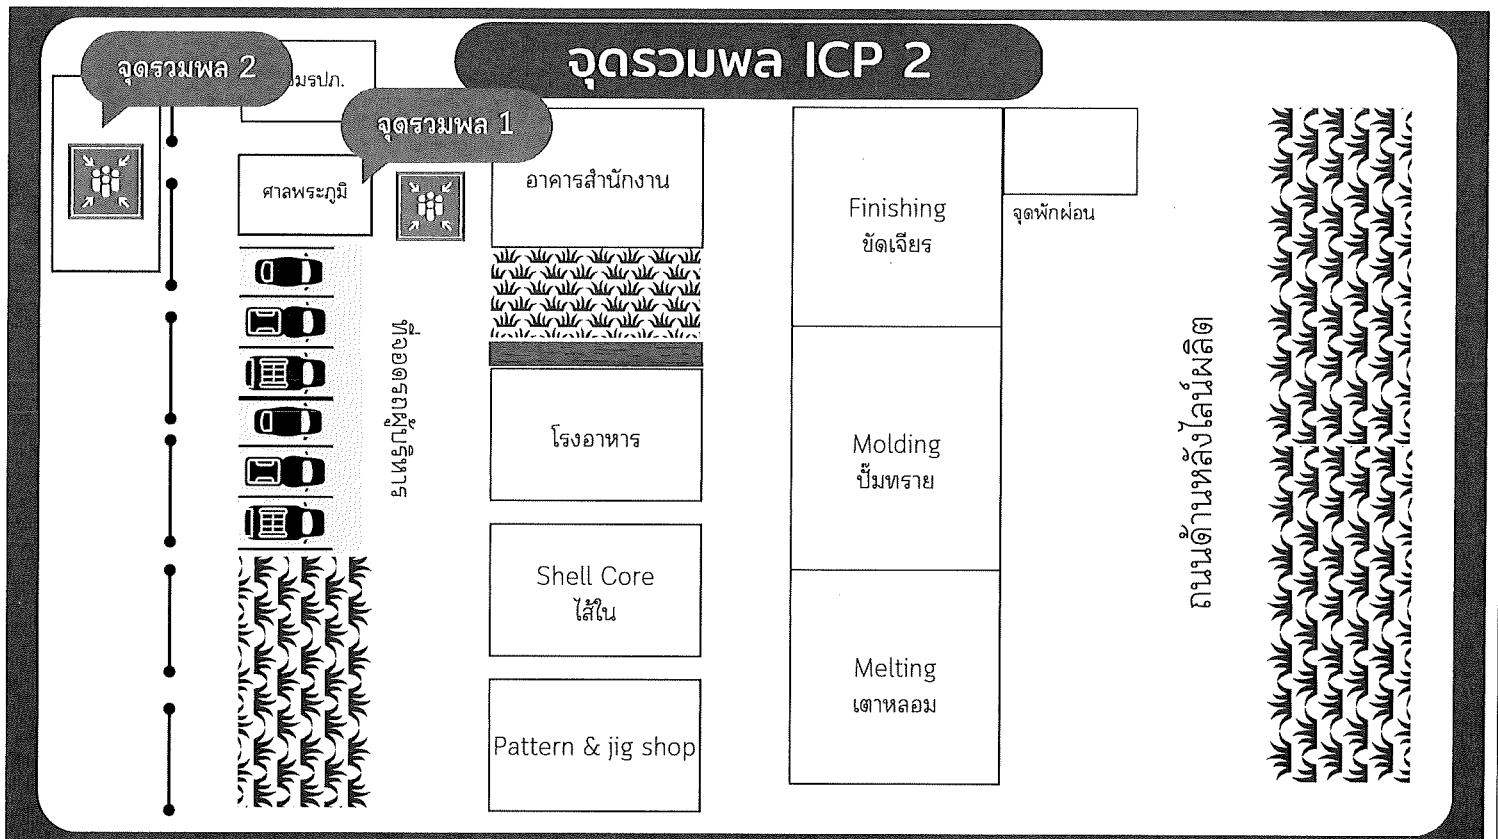 จุดรวมพล ICP 2
จุดรวมพล 2
จุดรวมพล 1
ศาลพระภูมิ
อาคารสำนักงาน
Finishing
ขัดเจียร
จุดพักผ่อน
ที่จอดรถผู้บริหาร
โรงอาหาร
Molding
ปั๊มทราย
ถนนด้านหลังไลน์ผลิต
Shell Core
ไส้ใน
Melting
เตาหลอม
Pattern & jig shop